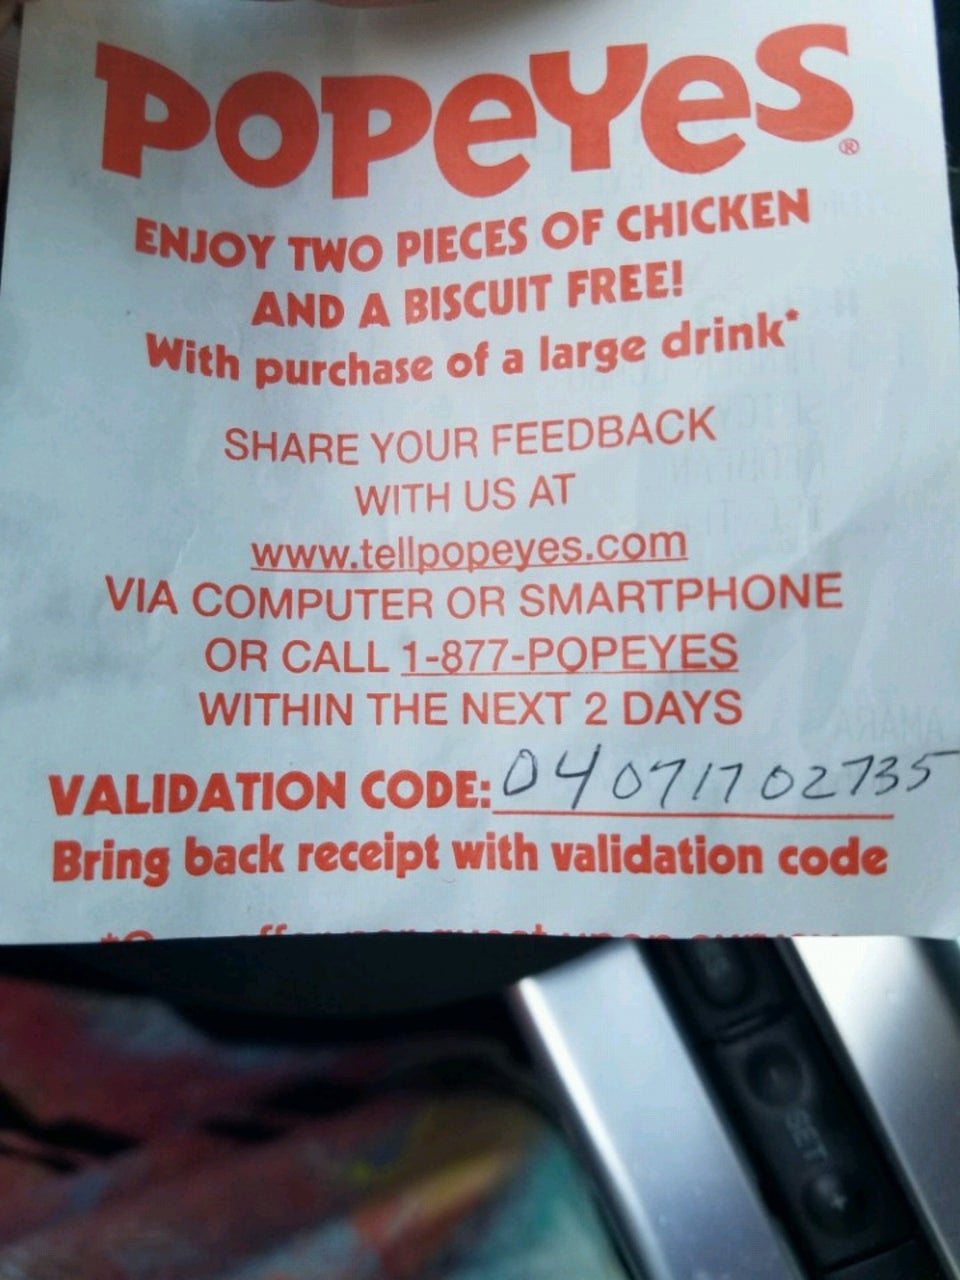 POPEYES®
ENJOY TWO PIECES OF CHICKEN
AND A BISCUIT FREE!
With purchase of a large drink*
SHARE YOUR FEEDBACK
WITH US AT
www.tellpopeyes.com
VIA COMPUTER OR SMARTPHONE
OR CALL 1-877-POPEYES
WITHIN THE NEXT 2 DAYS
VALIDATION CODE: 04071702735
Bring back receipt with validation code
SET
+